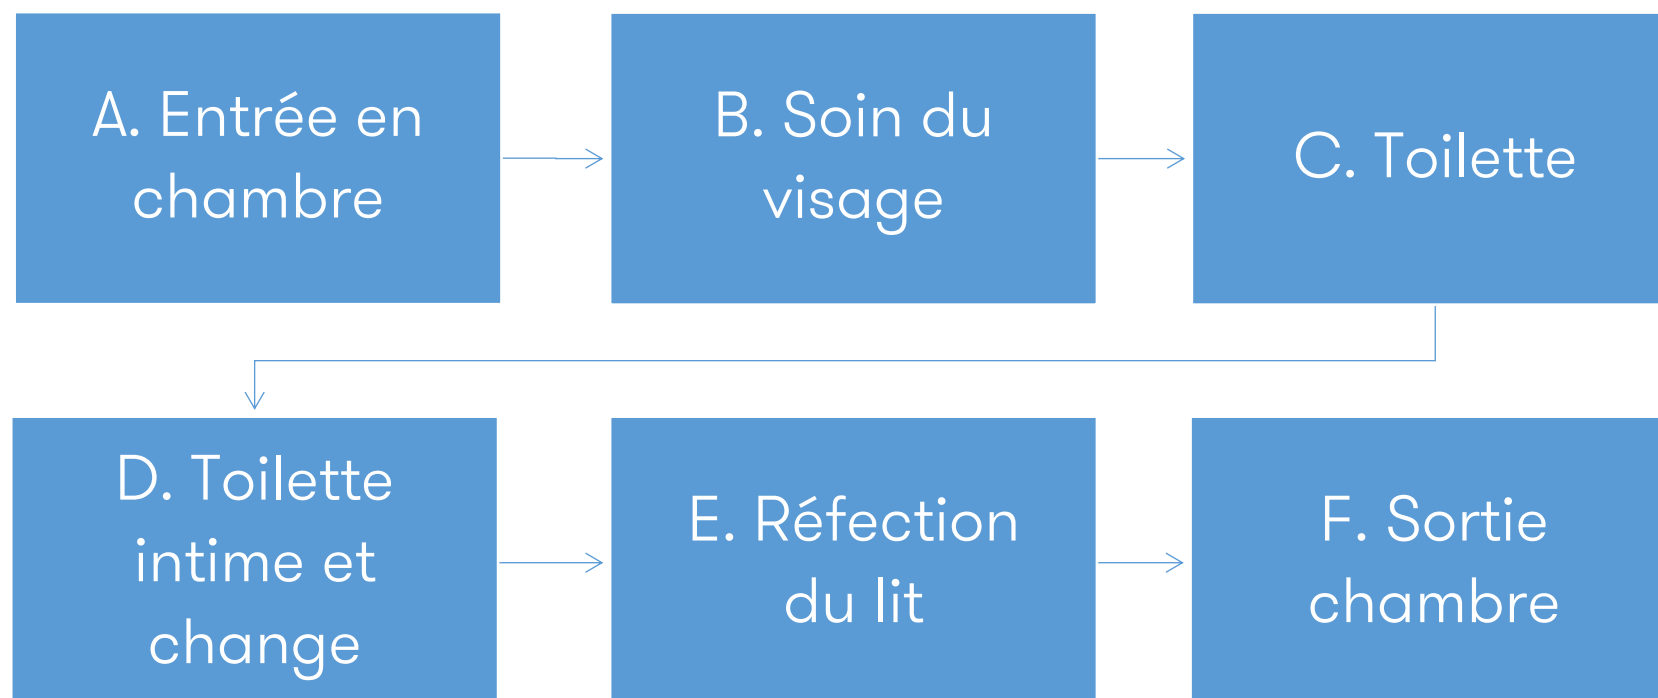 A. Entrée en
chambre
B. Soin du
visage
C. Toilette
D. Toilette
intime et
change
E. Réfection
du lit
F. Sortie
chambre